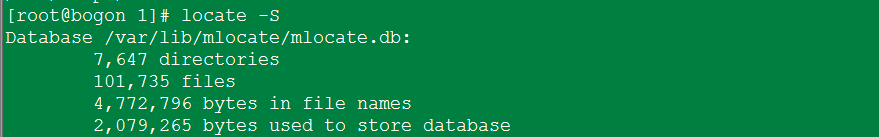 [root@bogon 1]# locate -S
Database /var/lib/mlocate/mlocate.db:
7,647 directories
101,735 files
4,772,796 bytes in file names
2,079,265 bytes used to store database